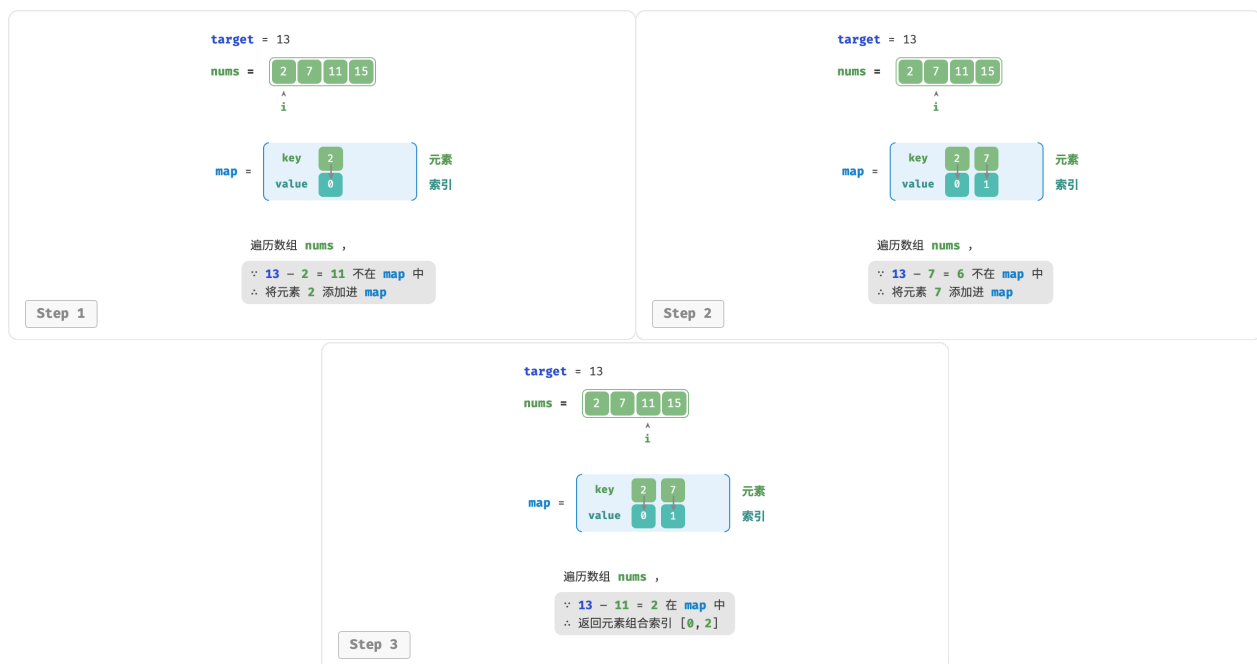 target = 13
nums = 2 7 11 15
i
map =
key 2 元素
value 0 索引
遍历数组 nums ，
∵ 13 − 2 = 11 不在 map 中
∴ 将元素 2 添加进 map
Step 1
target = 13
nums = 2 7 11 15
i
map =
key 2 7 元素
value 0 1 索引
遍历数组 nums ，
∵ 13 − 7 = 6 不在 map 中
∴ 将元素 7 添加进 map
Step 2
target = 13
nums = 2 7 11 15
i
map =
key 2 7 元素
value 0 1 索引
遍历数组 nums ，
∵ 13 − 11 = 2 在 map 中
∴ 返回元素组合索引 [0, 2]
Step 3